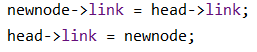 newnode->link = head->link;
head->link = newnode;